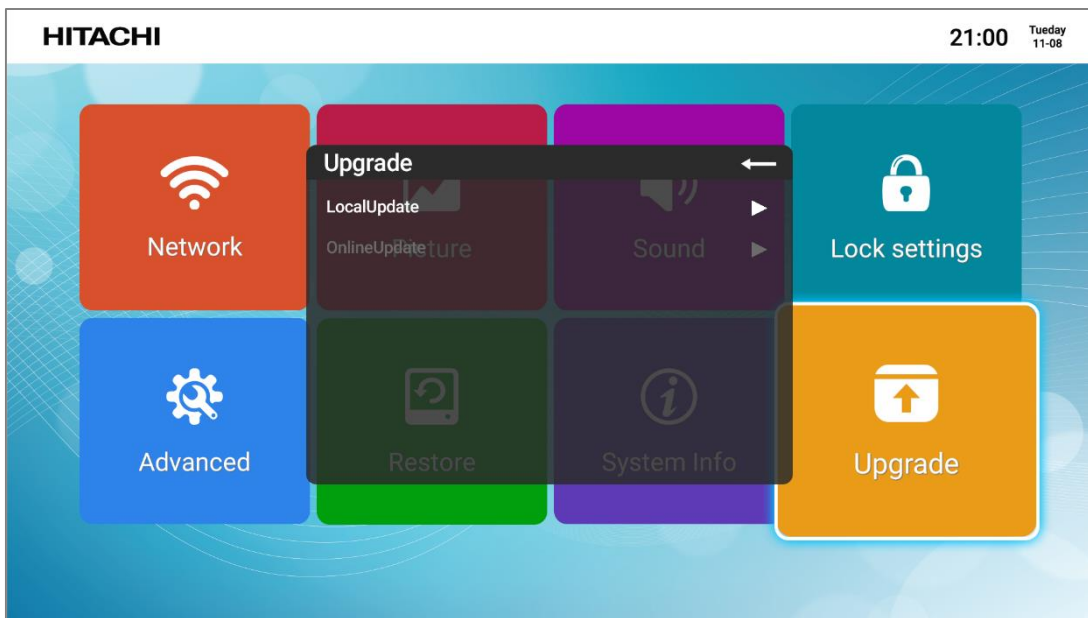 HITACHI
21:00
Tueday
11-08
Upgrade
LocalUpdate
OnlineUpdate
Network
Picture
Sound
Lock settings
Advanced
Restore
System Info
Upgrade